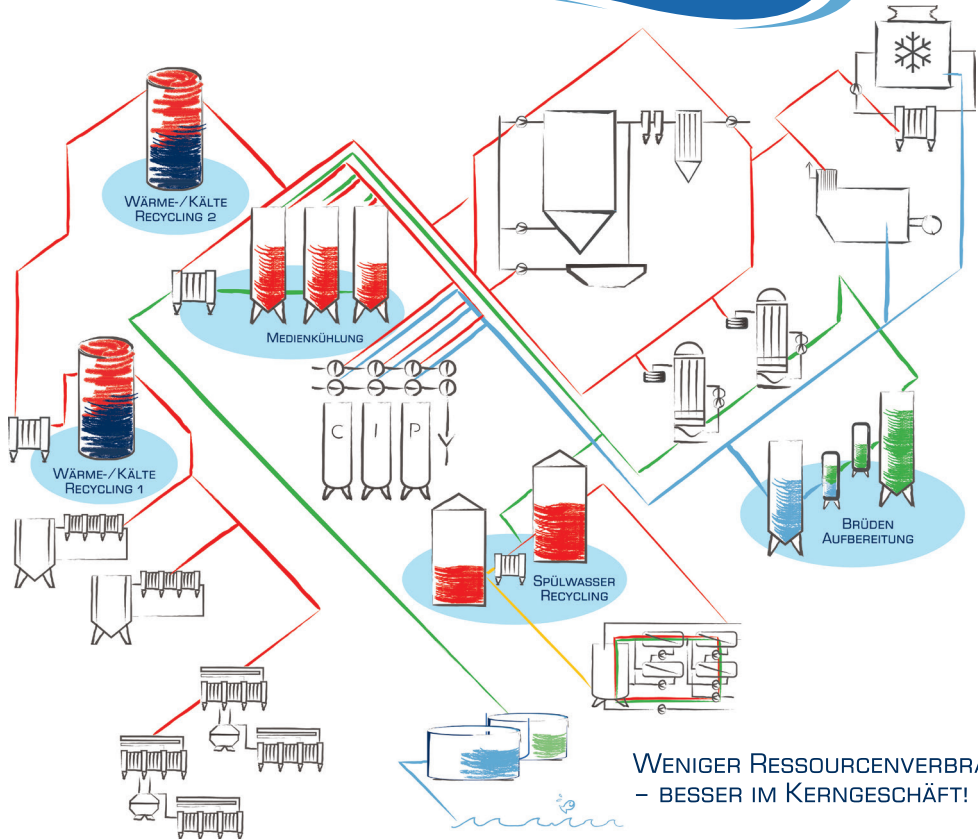 Wärme-/Kälte
Recycling 2
Medienkühlung
C I P
Wärme-/Kälte
Recycling 1
Brüden
Aufbereitung
Spülwasser
Recycling
Weniger Ressourcenverbra
– besser im Kerngeschäft!